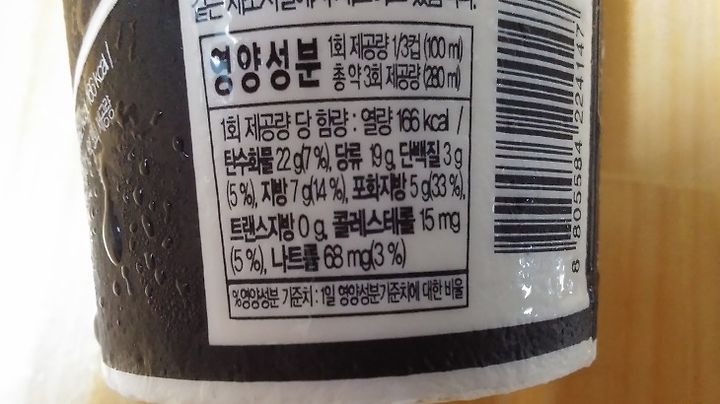 영양성분
1회 제공량 1/3컵 (100 ml)
총 약 3회 제공량 (280 ml)
1회 제공량 당 함량 : 열량 166 kcal /
탄수화물 22 g(7 %), 당류 19 g, 단백질 3 g
(5 %), 지방 7 g(14 %), 포화지방 5 g(33 %),
트랜스지방 0 g, 콜레스테롤 15 mg
(5 %), 나트륨 68 mg(3 %)
%영양성분 기준치 : 1일 영양성분기준치에 대한 비율
8 805584 224147